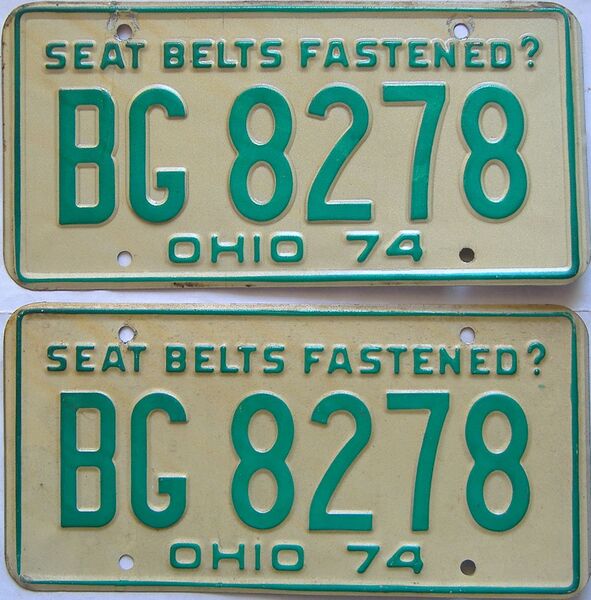 SEAT BELTS FASTENED?
BG 8278
OHIO 74
SEAT BELTS FASTENED?
BG 8278
OHIO 74